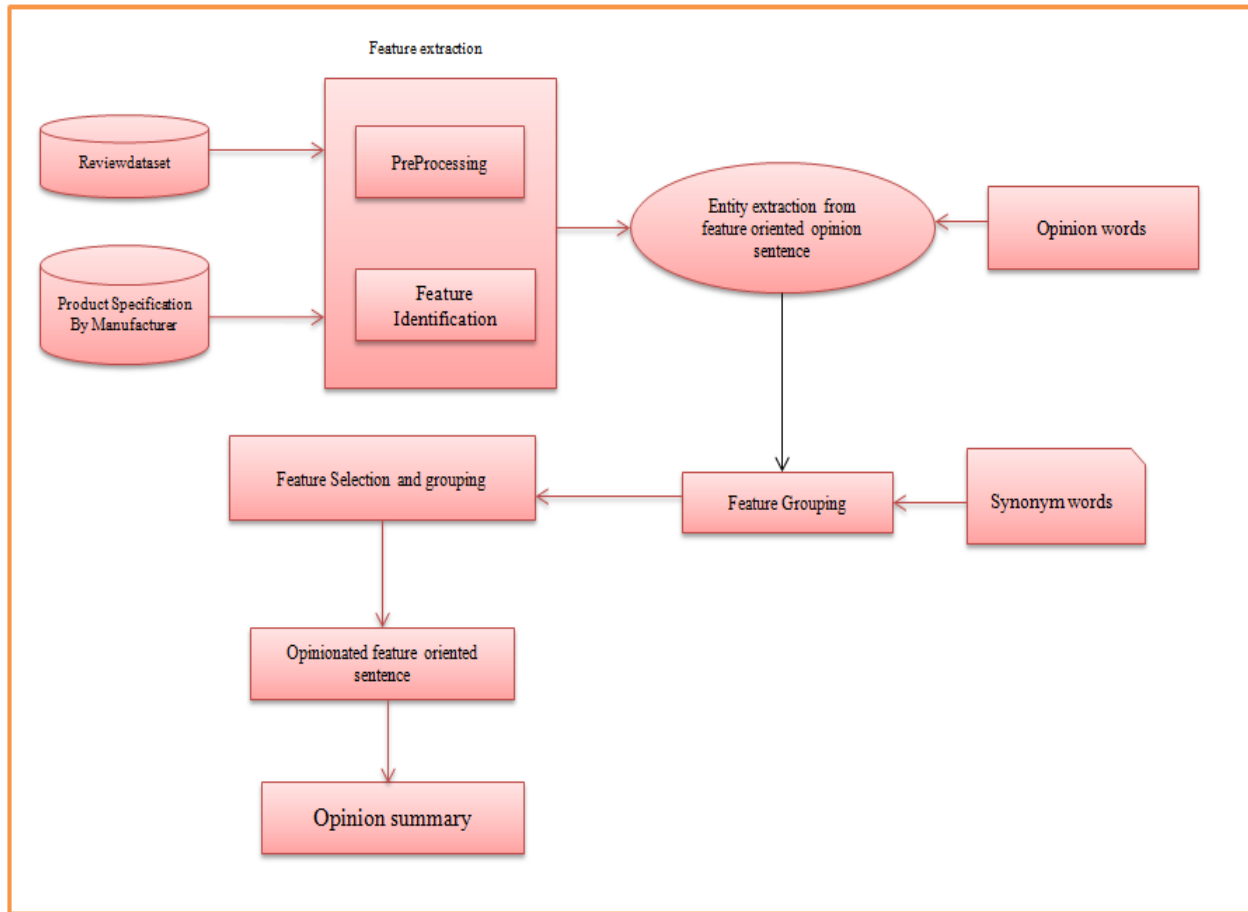 Feature extraction
Reviewdataset
PreProcessing
Product Specification
By Manufacturer
Feature
Identification
Entity extraction from
feature oriented opinion
sentence
Opinion words
Feature Selection and grouping
Feature Grouping
Synonym words
Opinionated feature oriented
sentence
Opinion summary